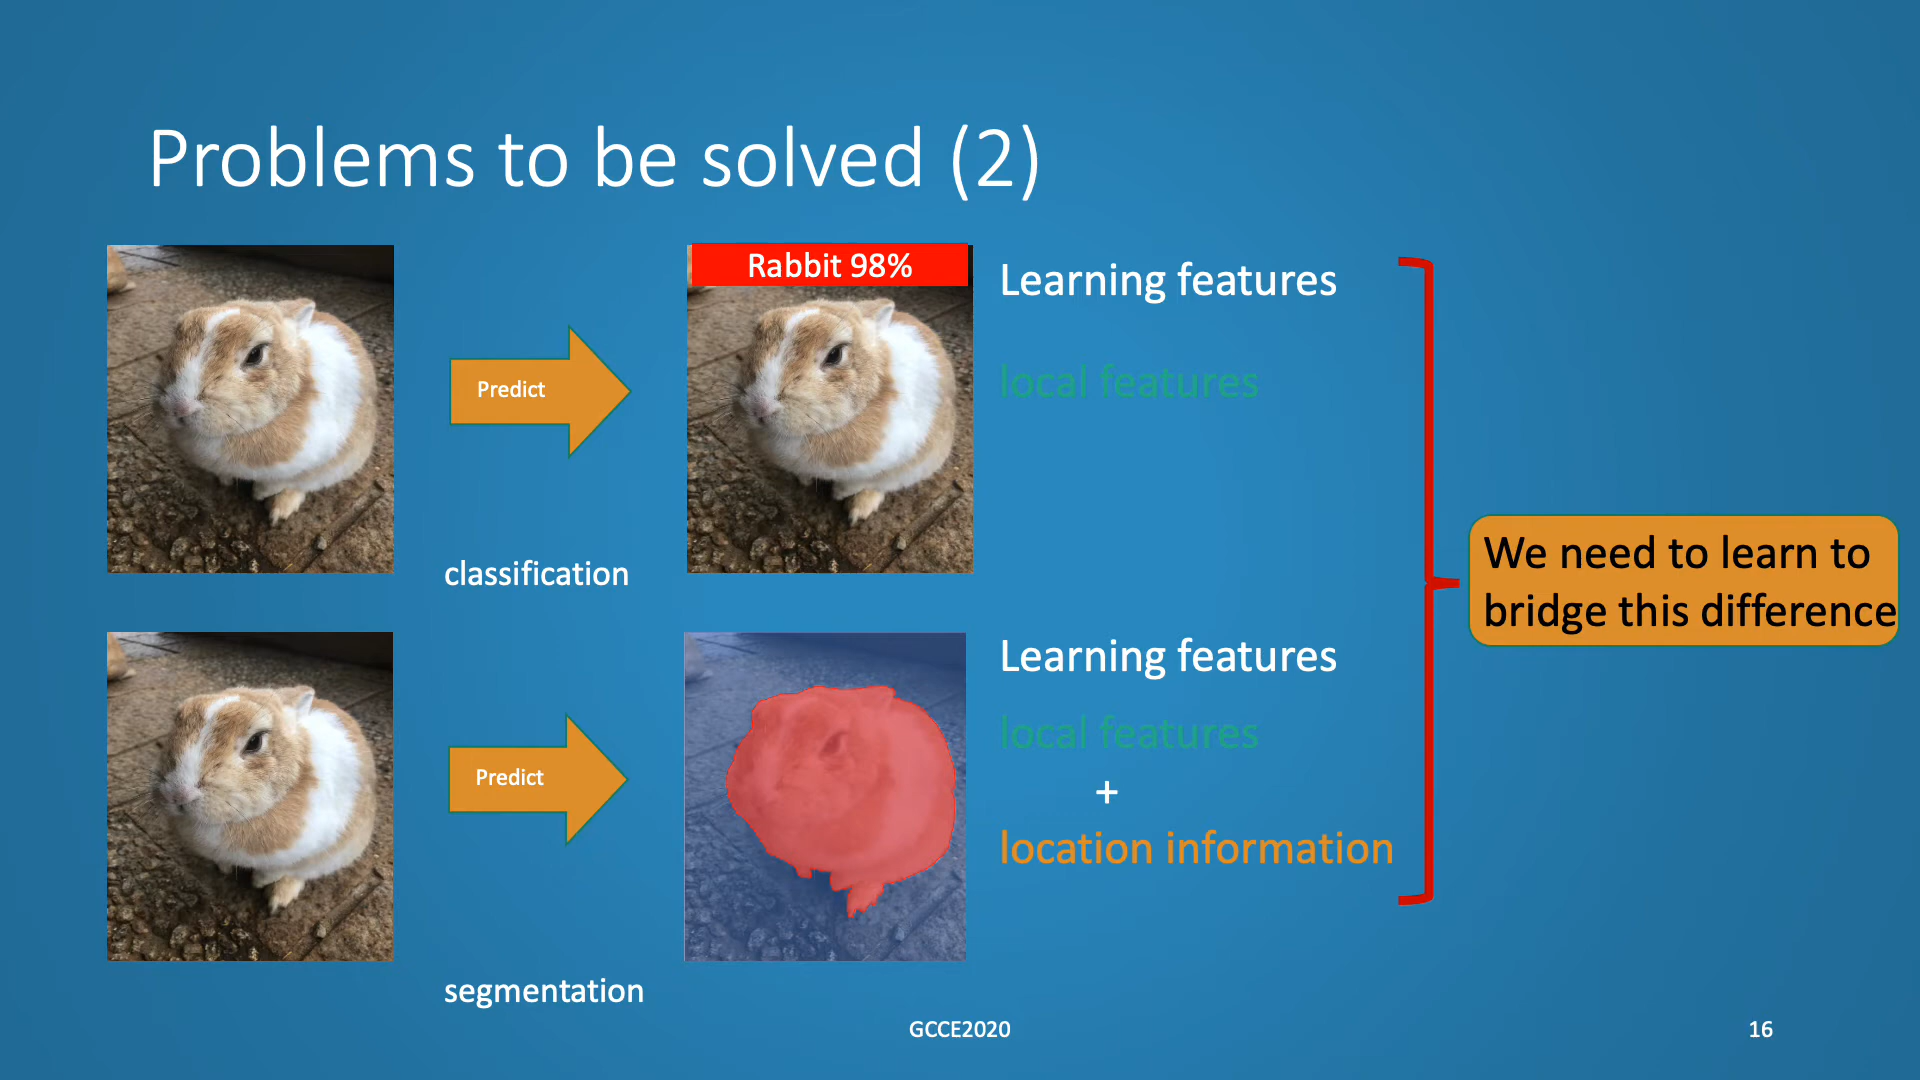 Problems to be solved (2)
Rabbit 98%
Learning features
local features
Predict
classification
We need to learn to
bridge this difference
Learning features
local features
+
location information
Predict
segmentation
GCCE2020
16